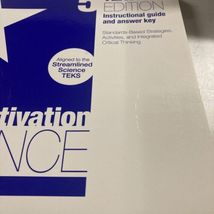 5
EDITION
Instructional guide
and answer key
Standards-Based Strategies,
Activities, and Integrated
Critical Thinking
Aligned to the
Streamlined
Science
TEKS
tivation
NCE